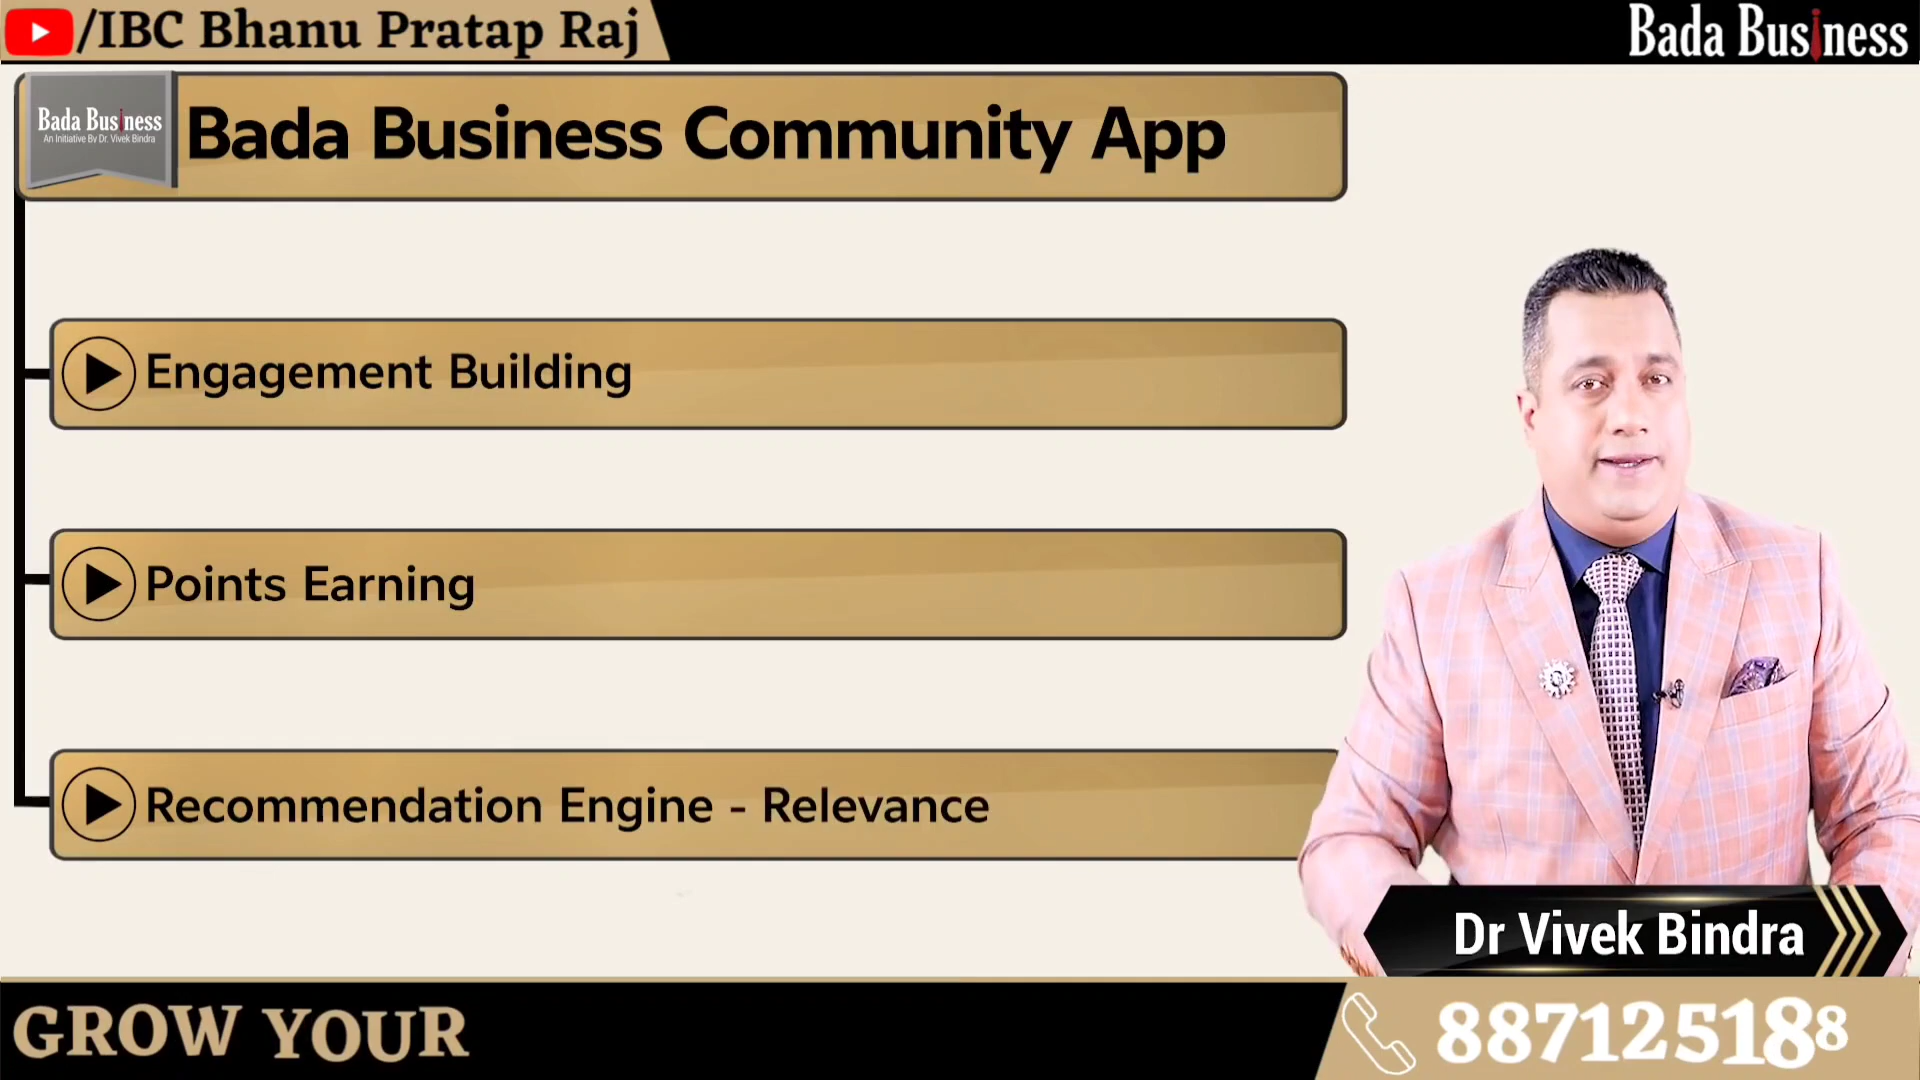 /IBC Bhanu Pratap Raj
Bada Business
Bada Business
An Initiative By Dr. Vivek Bindra
Bada Business Community App
Engagement Building
Points Earning
Recommendation Engine - Relevance
Dr Vivek Bindra
GROW YOUR
887125188